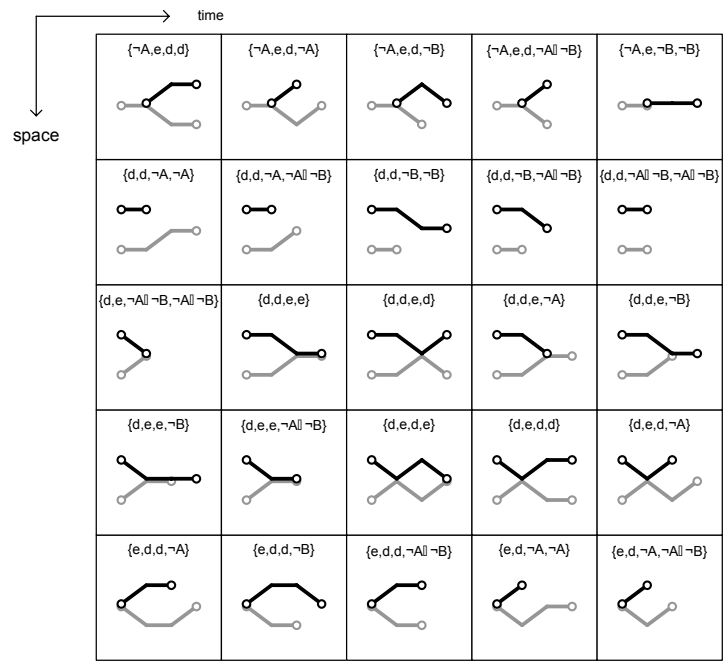 time
space
{¬A,e,d,d} {¬A,e,d,¬A} {¬A,e,d,¬B} {¬A,e,d,¬A▯¬B} {¬A,e,¬B,¬B}
{d,d,¬A,¬A} {d,d,¬A,¬A▯¬B} {d,d,¬B,¬B} {d,d,¬B,¬A▯¬B} {d,d,¬A▯¬B,¬A▯¬B}
{d,e,¬A▯¬B,¬A▯¬B} {d,d,e,e} {d,d,e,d} {d,d,e,¬A} {d,d,e,¬B}
{d,e,e,¬B} {d,e,e,¬A▯¬B} {d,e,d,e} {d,e,d,d} {d,e,d,¬A}
{e,d,d,¬A} {e,d,d,¬B} {e,d,d,¬A▯¬B} {e,d,¬A,¬A} {e,d,¬A,¬A▯¬B}